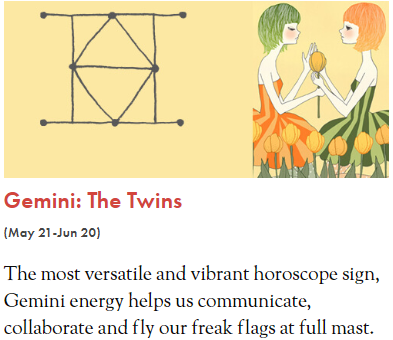 Gemini: The Twins
(May 21-Jun 20)
The most versatile and vibrant horoscope sign,
Gemini energy helps us communicate,
collaborate and fly our freak flags at full mast.